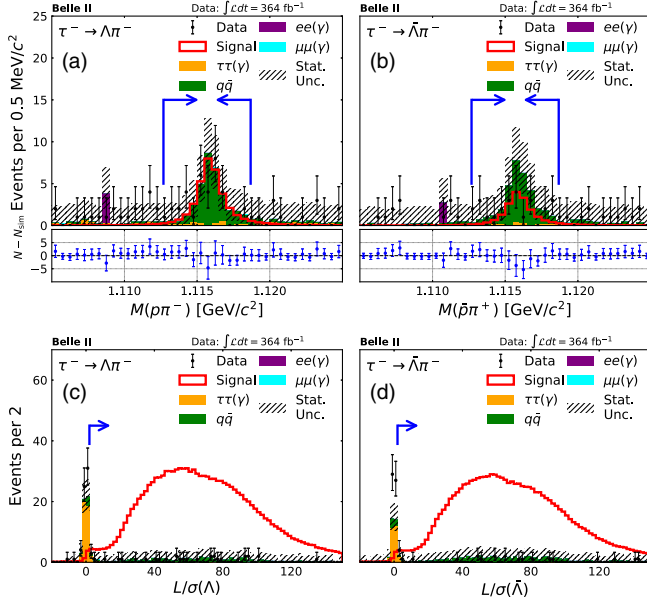 Belle II Data: ∫ℒdt = 364 fb⁻¹
τ⁻ → Λπ⁻
(a)
Data
Signal
ττ(γ)
qq̄
ee(γ)
μμ(γ)
Stat.
Unc.
Events per 0.5 MeV/c²
25
20
15
10
5
0
N − N_sim
5
0
−5
1.110 1.115 1.120
M(pπ⁻) [GeV/c²]
Belle II Data: ∫ℒdt = 364 fb⁻¹
τ⁻ → Λ̄π⁻
(b)
Data
Signal
ττ(γ)
qq̄
ee(γ)
μμ(γ)
Stat.
Unc.
1.110 1.115 1.120
M(p̄π⁺) [GeV/c²]
Belle II Data: ∫ℒdt = 364 fb⁻¹
τ⁻ → Λπ⁻
(c)
Data
Signal
ττ(γ)
qq̄
ee(γ)
μμ(γ)
Stat.
Unc.
Events per 2
60
40
20
0
0 40 80 120
L/σ(Λ)
Belle II Data: ∫ℒdt = 364 fb⁻¹
τ⁻ → Λ̄π⁻
(d)
Data
Signal
ττ(γ)
qq̄
ee(γ)
μμ(γ)
Stat.
Unc.
0 40 80 120
L/σ(Λ̄)